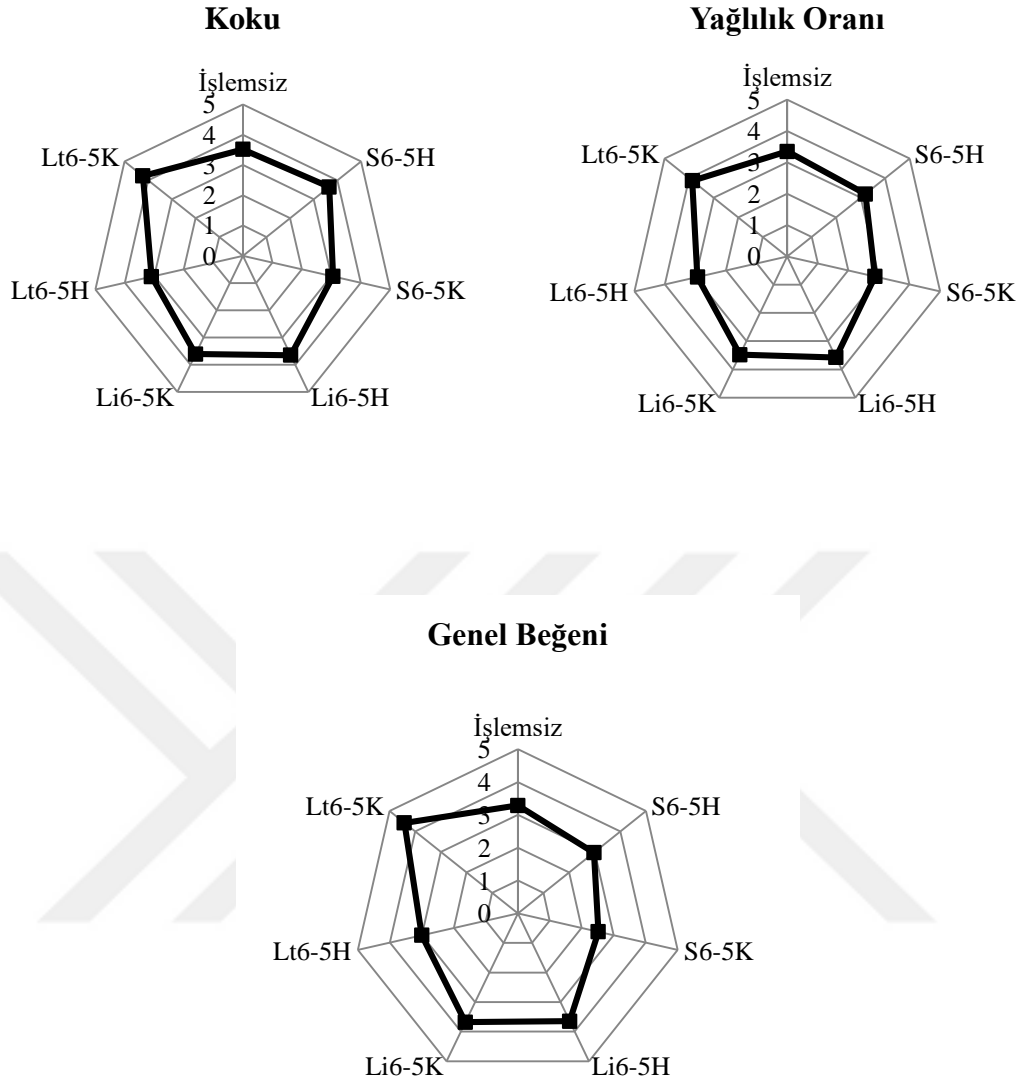 Koku
İşlemsiz
5
4
3
2
1
0
S6-5H
S6-5K
Li6-5H
Li6-5K
Lt6-5H
Lt6-5K
Yağlılık Oranı
İşlemsiz
5
4
3
2
1
0
S6-5H
S6-5K
Li6-5H
Li6-5K
Lt6-5H
Lt6-5K
Genel Beğeni
İşlemsiz
5
4
3
2
1
0
S6-5H
S6-5K
Li6-5H
Li6-5K
Lt6-5H
Lt6-5K